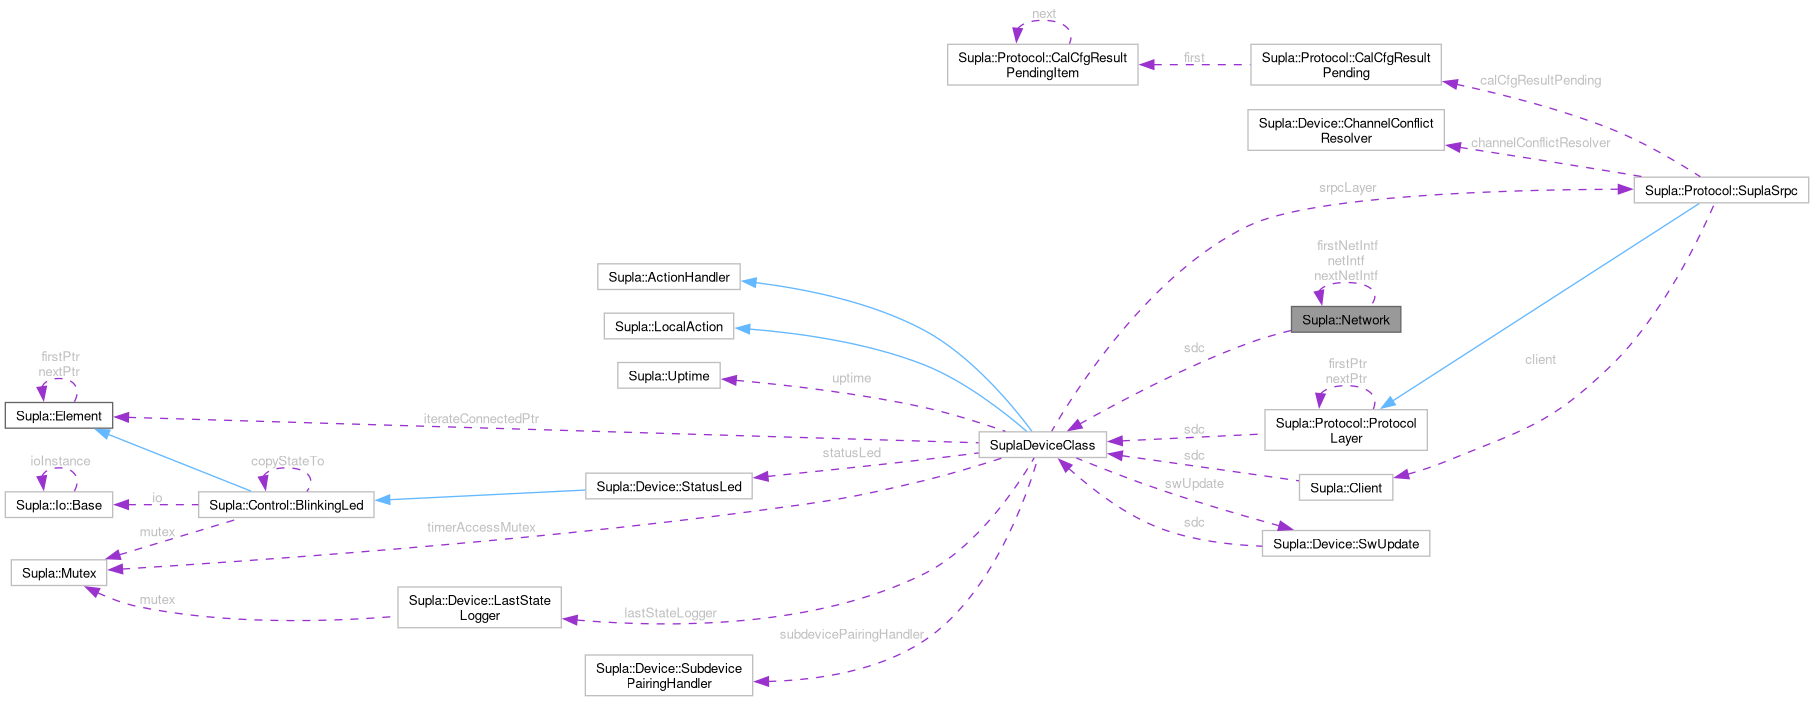 next
Supla::Protocol::CalCfgResult
PendingItem
first
Supla::Protocol::CalCfgResult
Pending
calCfgResultPending
Supla::Device::ChannelConflict
Resolver
channelConflictResolver
srpcLayer
Supla::Protocol::SuplaSrpc
firstNetIntf
netIntf
nextNetIntf
Supla::ActionHandler
Supla::LocalAction
Supla::Network
sdc
client
Supla::Uptime
uptime
firstPtr
nextPtr
Supla::Element
iterateConnectedPtr
firstPtr
nextPtr
Supla::Protocol::Protocol
Layer
sdc
SuplaDeviceClass
sdc
statusLed
ioInstance
copyStateTo
Supla::Device::StatusLed
swUpdate
Supla::Client
Supla::Io::Base
io
Supla::Control::BlinkingLed
mutex
timerAccessMutex
sdc
Supla::Device::SwUpdate
Supla::Mutex
mutex
Supla::Device::LastState
Logger
lastStateLogger
subdevicePairingHandler
Supla::Device::Subdevice
PairingHandler